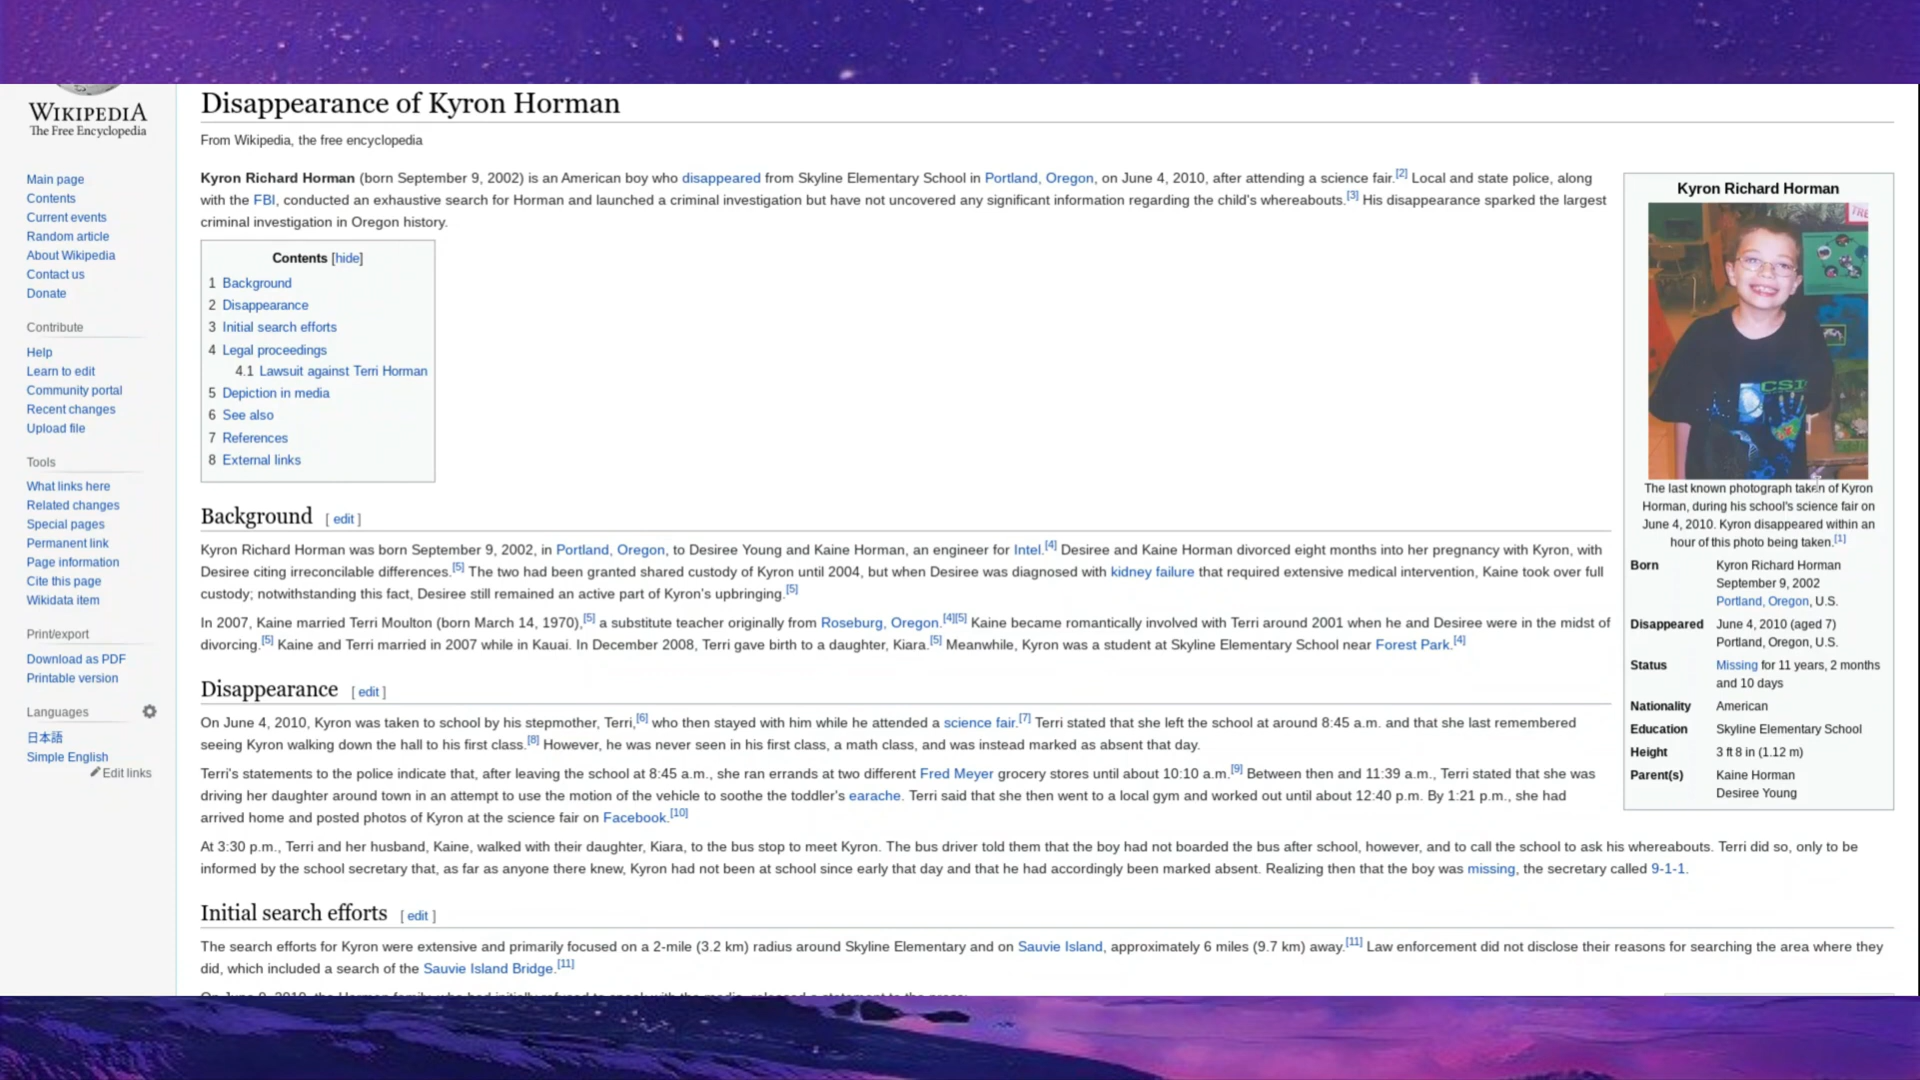 WIKIPEDIA
The Free Encyclopedia
Main page
Contents
Current events
Random article
About Wikipedia
Contact us
Donate
Contribute
Help
Learn to edit
Community portal
Recent changes
Upload file
Tools
What links here
Related changes
Special pages
Permanent link
Page information
Cite this page
Wikidata item
Print/export
Download as PDF
Printable version
Languages
日本語
Simple English
Edit links
Disappearance of Kyron Horman
From Wikipedia, the free encyclopedia
Kyron Richard Horman (born September 9, 2002) is an American boy who disappeared from Skyline Elementary School in Portland, Oregon, on June 4, 2010, after attending a science fair.[2] Local and state police, along
with the FBI, conducted an exhaustive search for Horman and launched a criminal investigation but have not uncovered any significant information regarding the child's whereabouts.[3] His disappearance sparked the largest
criminal investigation in Oregon history.
Contents [hide]
1 Background
2 Disappearance
3 Initial search efforts
4 Legal proceedings
4.1 Lawsuit against Terri Horman
5 Depiction in media
6 See also
7 References
8 External links
Background [ edit ]
Kyron Richard Horman was born September 9, 2002, in Portland, Oregon, to Desiree Young and Kaine Horman, an engineer for Intel.[4] Desiree and Kaine Horman divorced eight months into her pregnancy with Kyron, with
Desiree citing irreconcilable differences.[5] The two had been granted shared custody of Kyron until 2004, but when Desiree was diagnosed with kidney failure that required extensive medical intervention, Kaine took over full
custody; notwithstanding this fact, Desiree still remained an active part of Kyron's upbringing.[5]
In 2007, Kaine married Terri Moulton (born March 14, 1970),[5] a substitute teacher originally from Roseburg, Oregon.[4][5] Kaine became romantically involved with Terri around 2001 when he and Desiree were in the midst of
divorcing.[5] Kaine and Terri married in 2007 while in Kauai. In December 2008, Terri gave birth to a daughter, Kiara.[5] Meanwhile, Kyron was a student at Skyline Elementary School near Forest Park.[4]
Disappearance [ edit ]
On June 4, 2010, Kyron was taken to school by his stepmother, Terri,[6] who then stayed with him while he attended a science fair.[7] Terri stated that she left the school at around 8:45 a.m. and that she last remembered
seeing Kyron walking down the hall to his first class.[8] However, he was never seen in his first class, a math class, and was instead marked as absent that day.
Terri's statements to the police indicate that, after leaving the school at 8:45 a.m., she ran errands at two different Fred Meyer grocery stores until about 10:10 a.m.[9] Between then and 11:39 a.m., Terri stated that she was
driving her daughter around town in an attempt to use the motion of the vehicle to soothe the toddler's earache. Terri said that she then went to a local gym and worked out until about 12:40 p.m. By 1:21 p.m., she had
arrived home and posted photos of Kyron at the science fair on Facebook.[10]
At 3:30 p.m., Terri and her husband, Kaine, walked with their daughter, Kiara, to the bus stop to meet Kyron. The bus driver told them that the boy had not boarded the bus after school, however, and to call the school to ask his whereabouts. Terri did so, only to be
informed by the school secretary that, as far as anyone there knew, Kyron had not been at school since early that day and that he had accordingly been marked absent. Realizing then that the boy was missing, the secretary called 9-1-1.
Initial search efforts [ edit ]
The search efforts for Kyron were extensive and primarily focused on a 2-mile (3.2 km) radius around Skyline Elementary and on Sauvie Island, approximately 6 miles (9.7 km) away.[11] Law enforcement did not disclose their reasons for searching the area where they
did, which included a search of the Sauvie Island Bridge.[11]
Kyron Richard Horman
TRE
CSI
The last known photograph taken of Kyron
Horman, during his school's science fair on
June 4, 2010. Kyron disappeared within an
hour of this photo being taken.[1]
Born Kyron Richard Horman
September 9, 2002
Portland, Oregon, U.S.
Disappeared June 4, 2010 (aged 7)
Portland, Oregon, U.S.
Status Missing for 11 years, 2 months
and 10 days
Nationality American
Education Skyline Elementary School
Height 3 ft 8 in (1.12 m)
Parent(s) Kaine Horman
Desiree Young